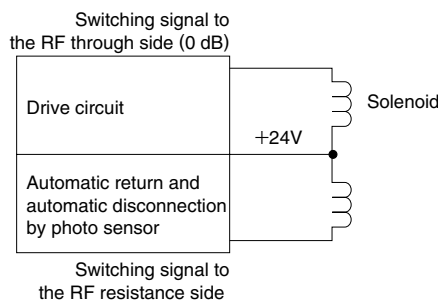 Switching signal to
the RF through side (0 dB)
Drive circuit
Solenoid
+24V
Automatic return and
automatic disconnection
by photo sensor
Switching signal to
the RF resistance side